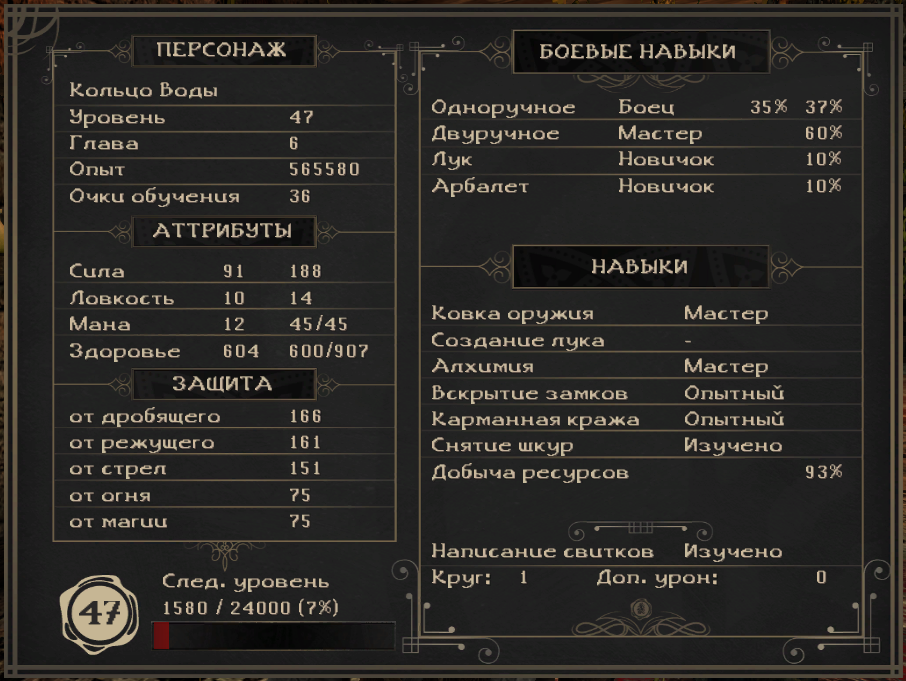 ПЕРСОНАЖ
Кольцо Воды
Уровень 47
Глава 6
Опыт 565580
Очки обучения 36
АТТРИБУТЫ
Сила 91 188
Ловкость 10 14
Мана 12 45/45
Здоровье 604 600/907
ЗАЩИТА
от дробящего 166
от режущего 161
от стрел 151
от огня 75
от магии 75
47
След. уровень
1580 / 24000 (7%)
БОЕВЫЕ НАВЫКИ
Одноручное Боец 35% 37%
Двуручное Мастер 60%
Лук Новичок 10%
Арбалет Новичок 10%
НАВЫКИ
Ковка оружия Мастер
Создание лука -
Алхимия Мастер
Вскрытие замков Опытный
Карманная кража Опытный
Снятие шкур Изучено
Добыча ресурсов 93%
Написание свитков Изучено
Круг: 1 Доп. урон: 0